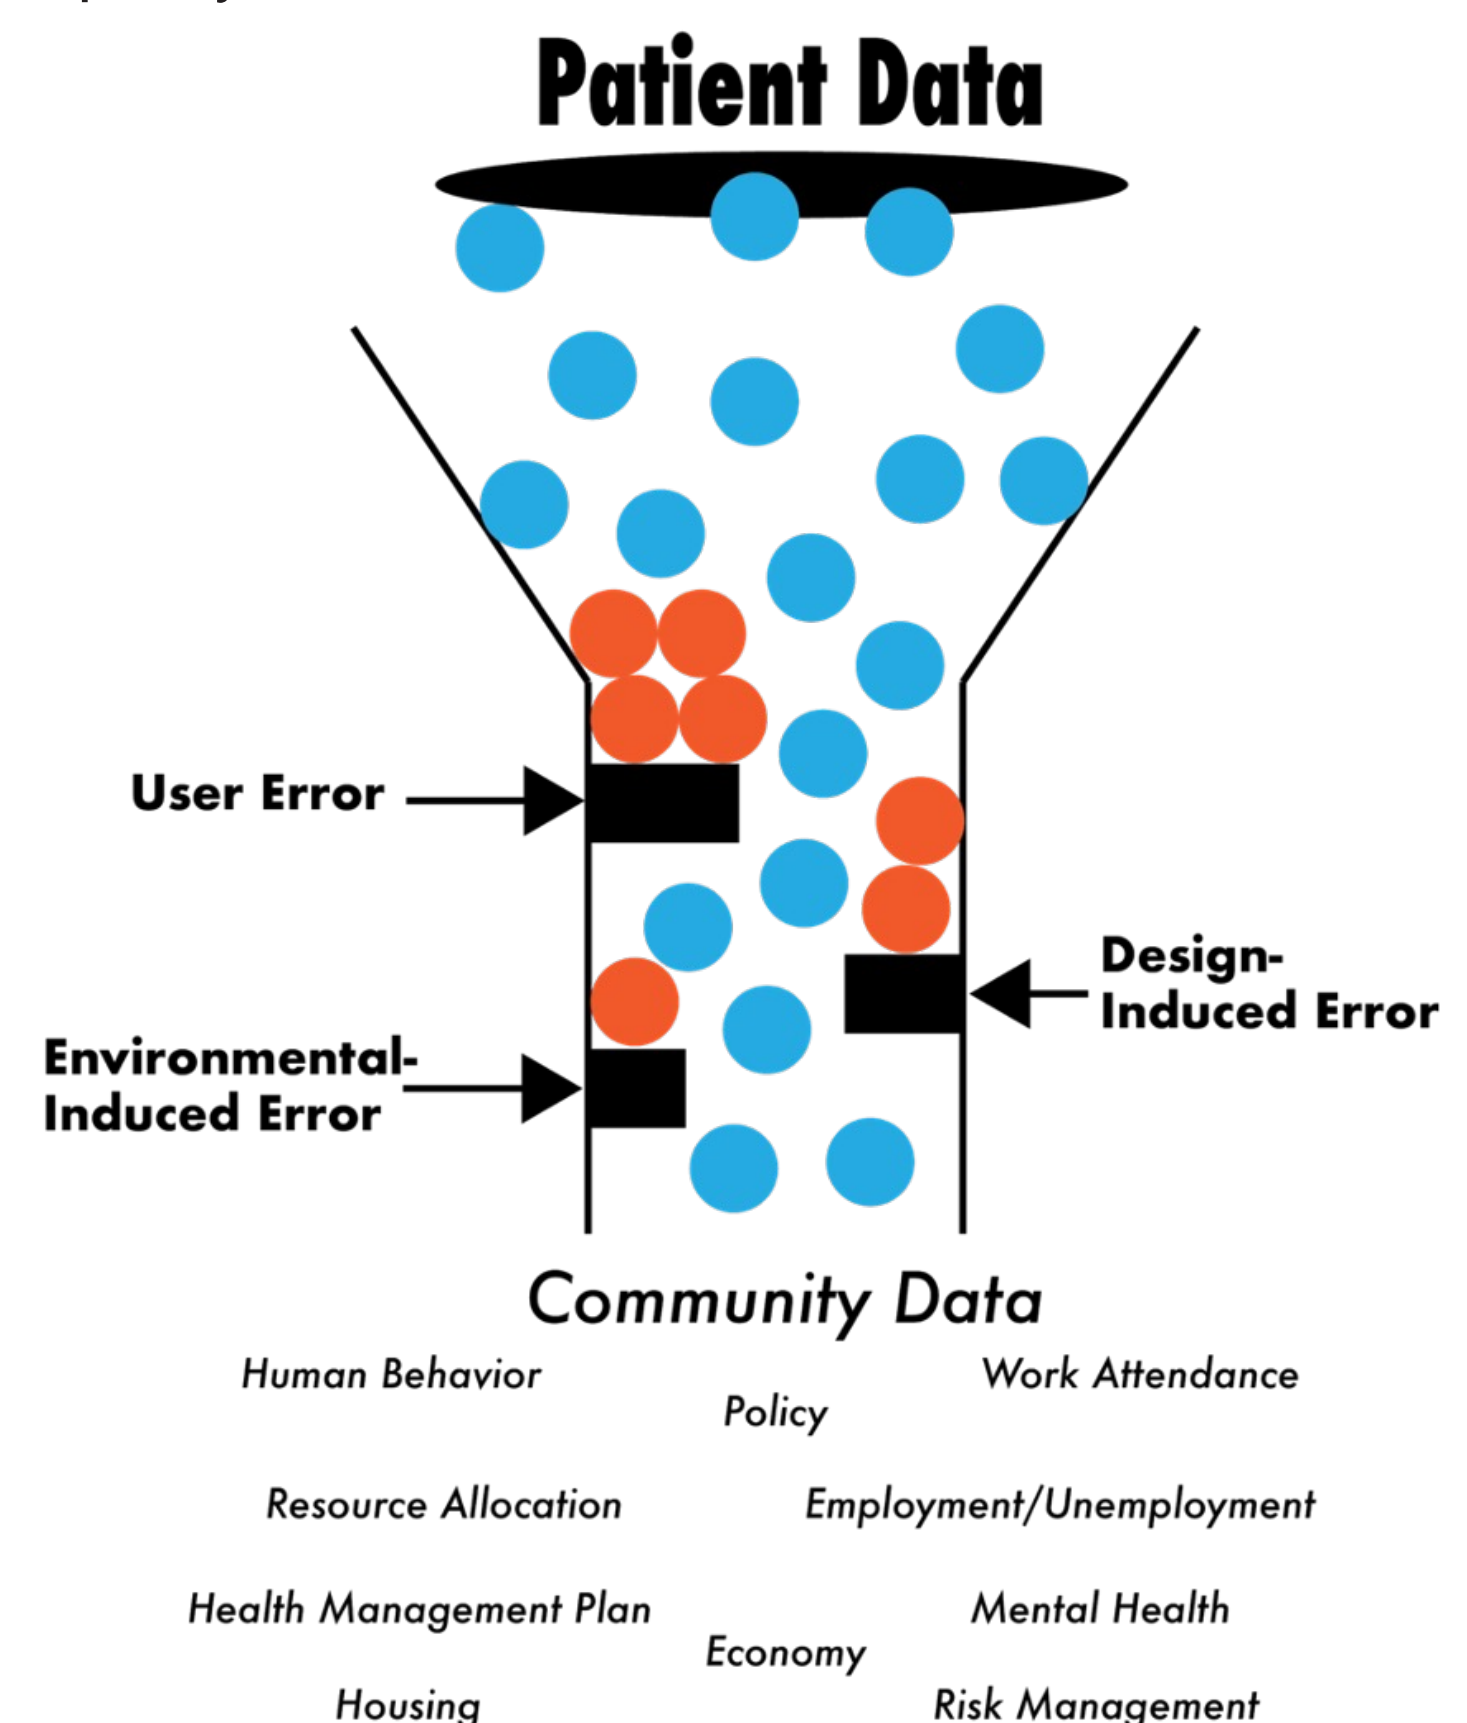 Patient Data
User Error
Design-
Induced Error
Environmental-
Induced Error
Community Data
Human Behavior
Work Attendance
Policy
Resource Allocation
Employment/Unemployment
Health Management Plan
Mental Health
Economy
Housing
Risk Management